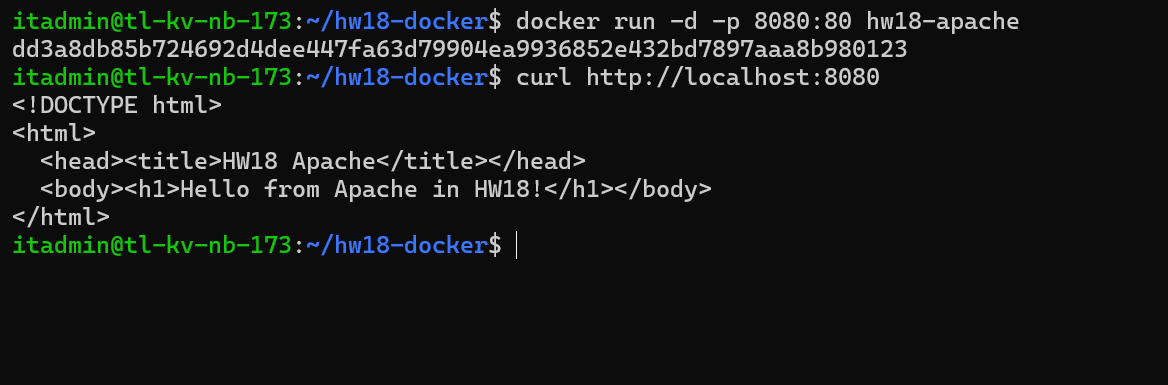 itadmin@tl-kv-nb-173:~/hw18-docker$ docker run -d -p 8080:80 hw18-apache
dd3a8db85b724692d4dee447fa63d79904ea9936852e432bd7897aaa8b980123
itadmin@tl-kv-nb-173:~/hw18-docker$ curl http://localhost:8080
<!DOCTYPE html>
<html>
  <head><title>HW18 Apache</title></head>
  <body><h1>Hello from Apache in HW18!</h1></body>
</html>
itadmin@tl-kv-nb-173:~/hw18-docker$